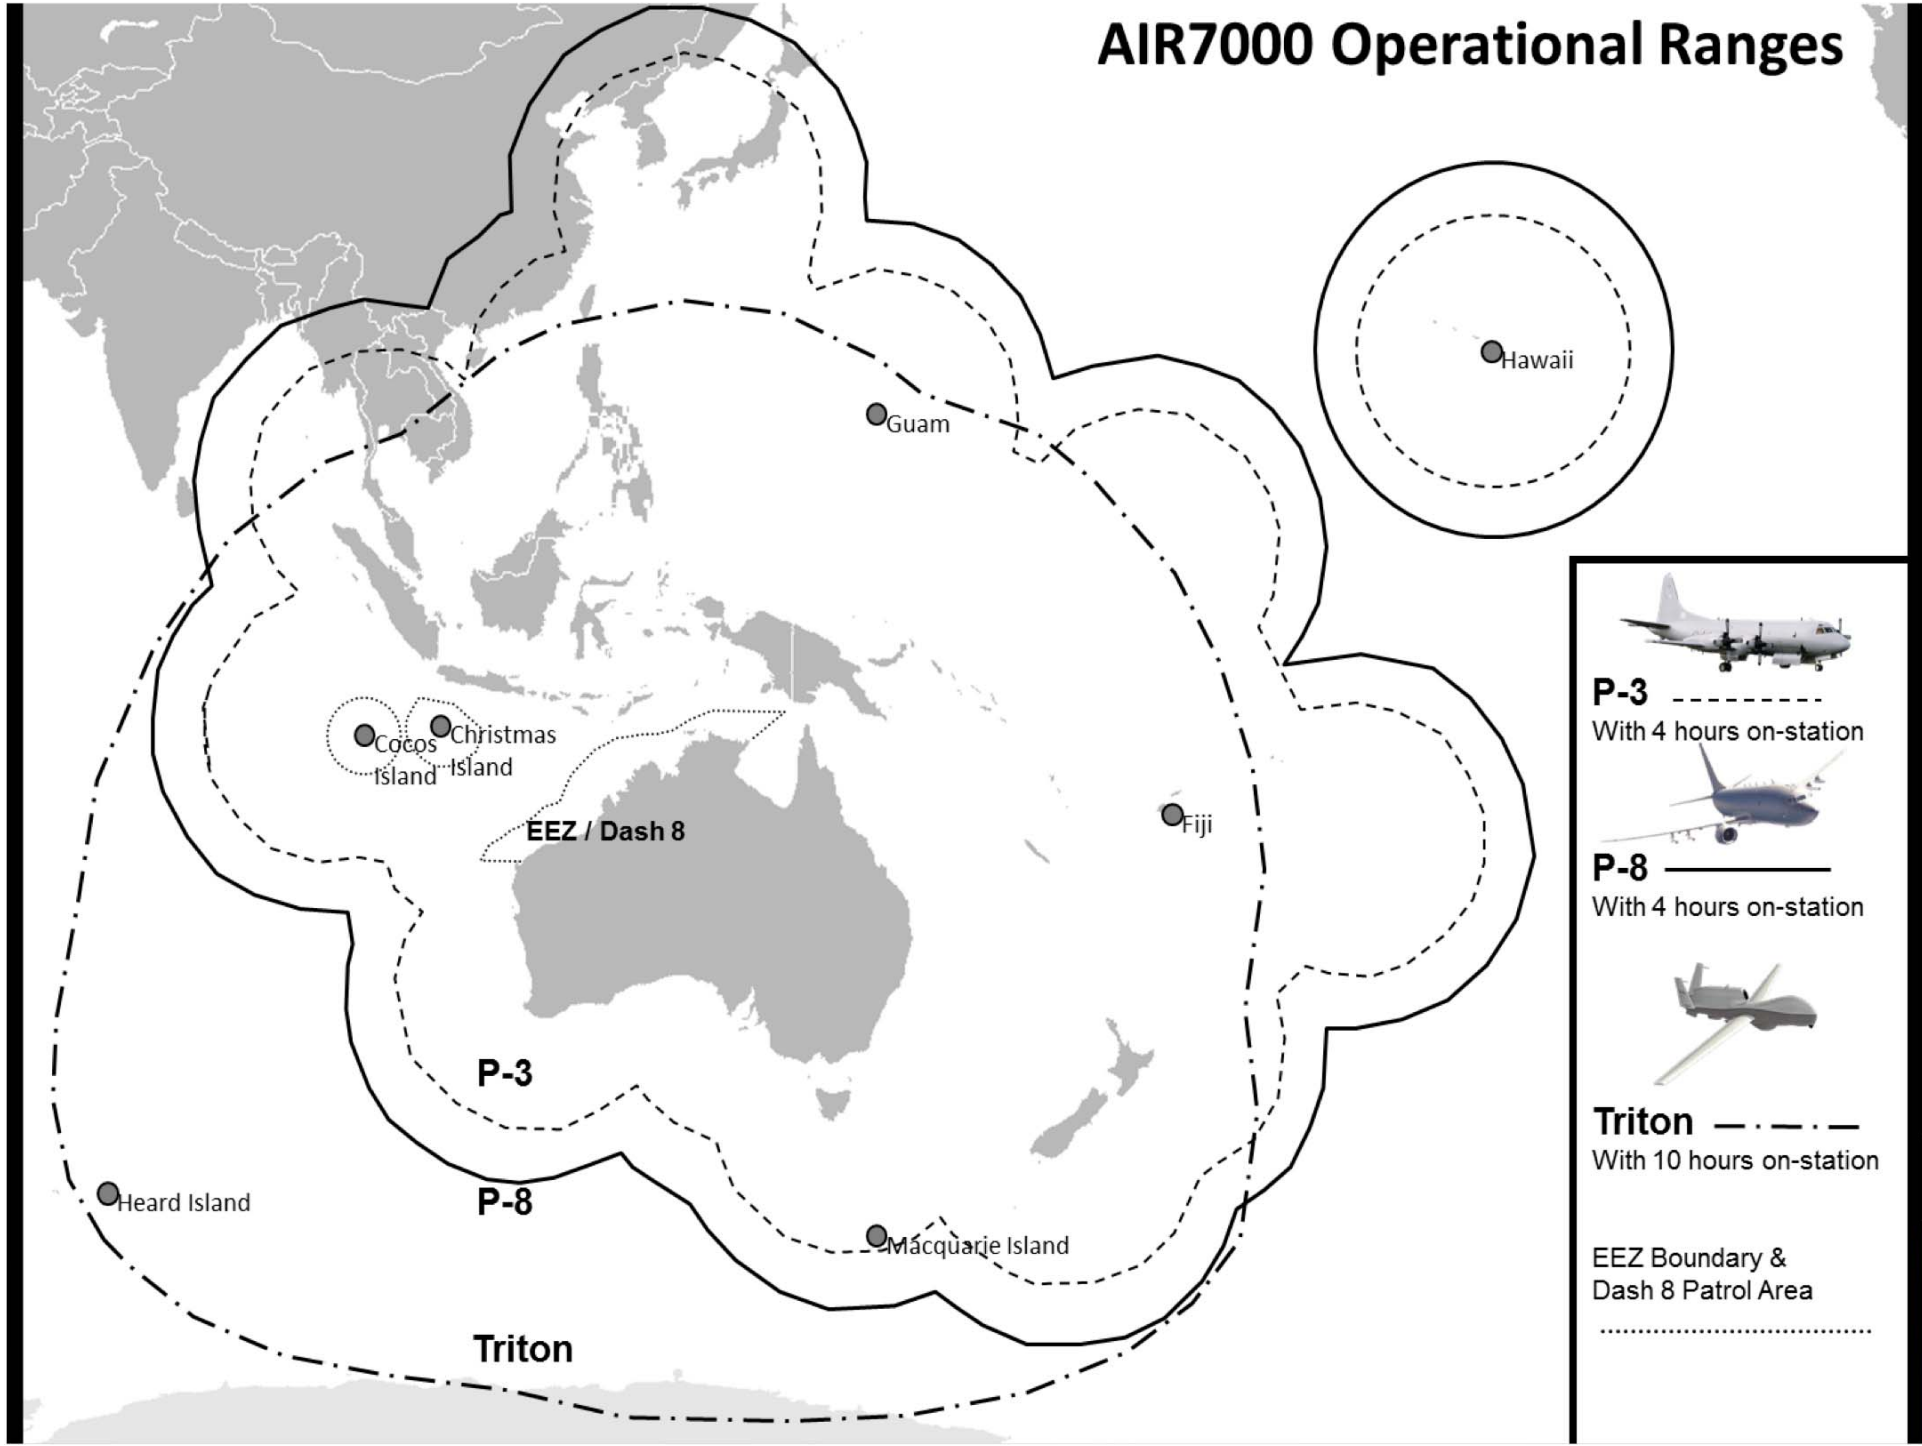 AIR7000 Operational Ranges
Hawaii
Guam
Cocos
Island
Christmas
Island
EEZ / Dash 8
Fiji
P-3
P-8
Heard Island
Macquarie Island
Triton
P-3
With 4 hours on-station
P-8
With 4 hours on-station
Triton
With 10 hours on-station
EEZ Boundary &
Dash 8 Patrol Area